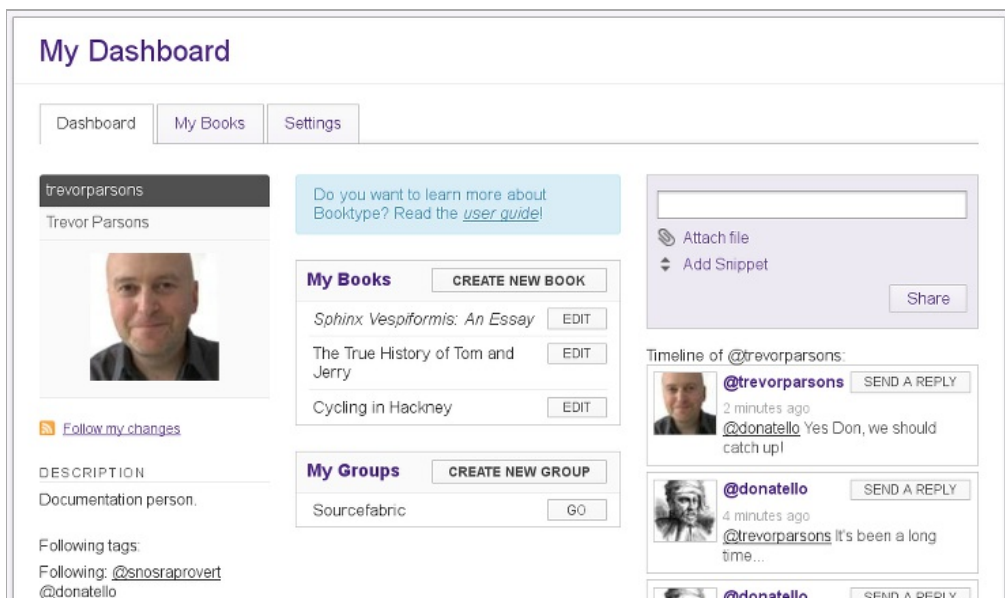 My Dashboard
Dashboard
My Books
Settings
trevorparsons
Trevor Parsons
Follow my changes
DESCRIPTION
Documentation person.
Following tags:
Following: @snosraprovert
@donatello
Do you want to learn more about
Booktype? Read the user guide!
My Books
CREATE NEW BOOK
Sphinx Vespiformis: An Essay
EDIT
The True History of Tom and
Jerry
EDIT
Cycling in Hackney
EDIT
My Groups
CREATE NEW GROUP
Sourcefabric
GO
Attach file
Add Snippet
Share
Timeline of @trevorparsons:
@trevorparsons
SEND A REPLY
2 minutes ago
@donatello Yes Don, we should
catch up!
@donatello
SEND A REPLY
4 minutes ago
@trevorparsons It's been a long
time...
@donatello
SEND A REPLY